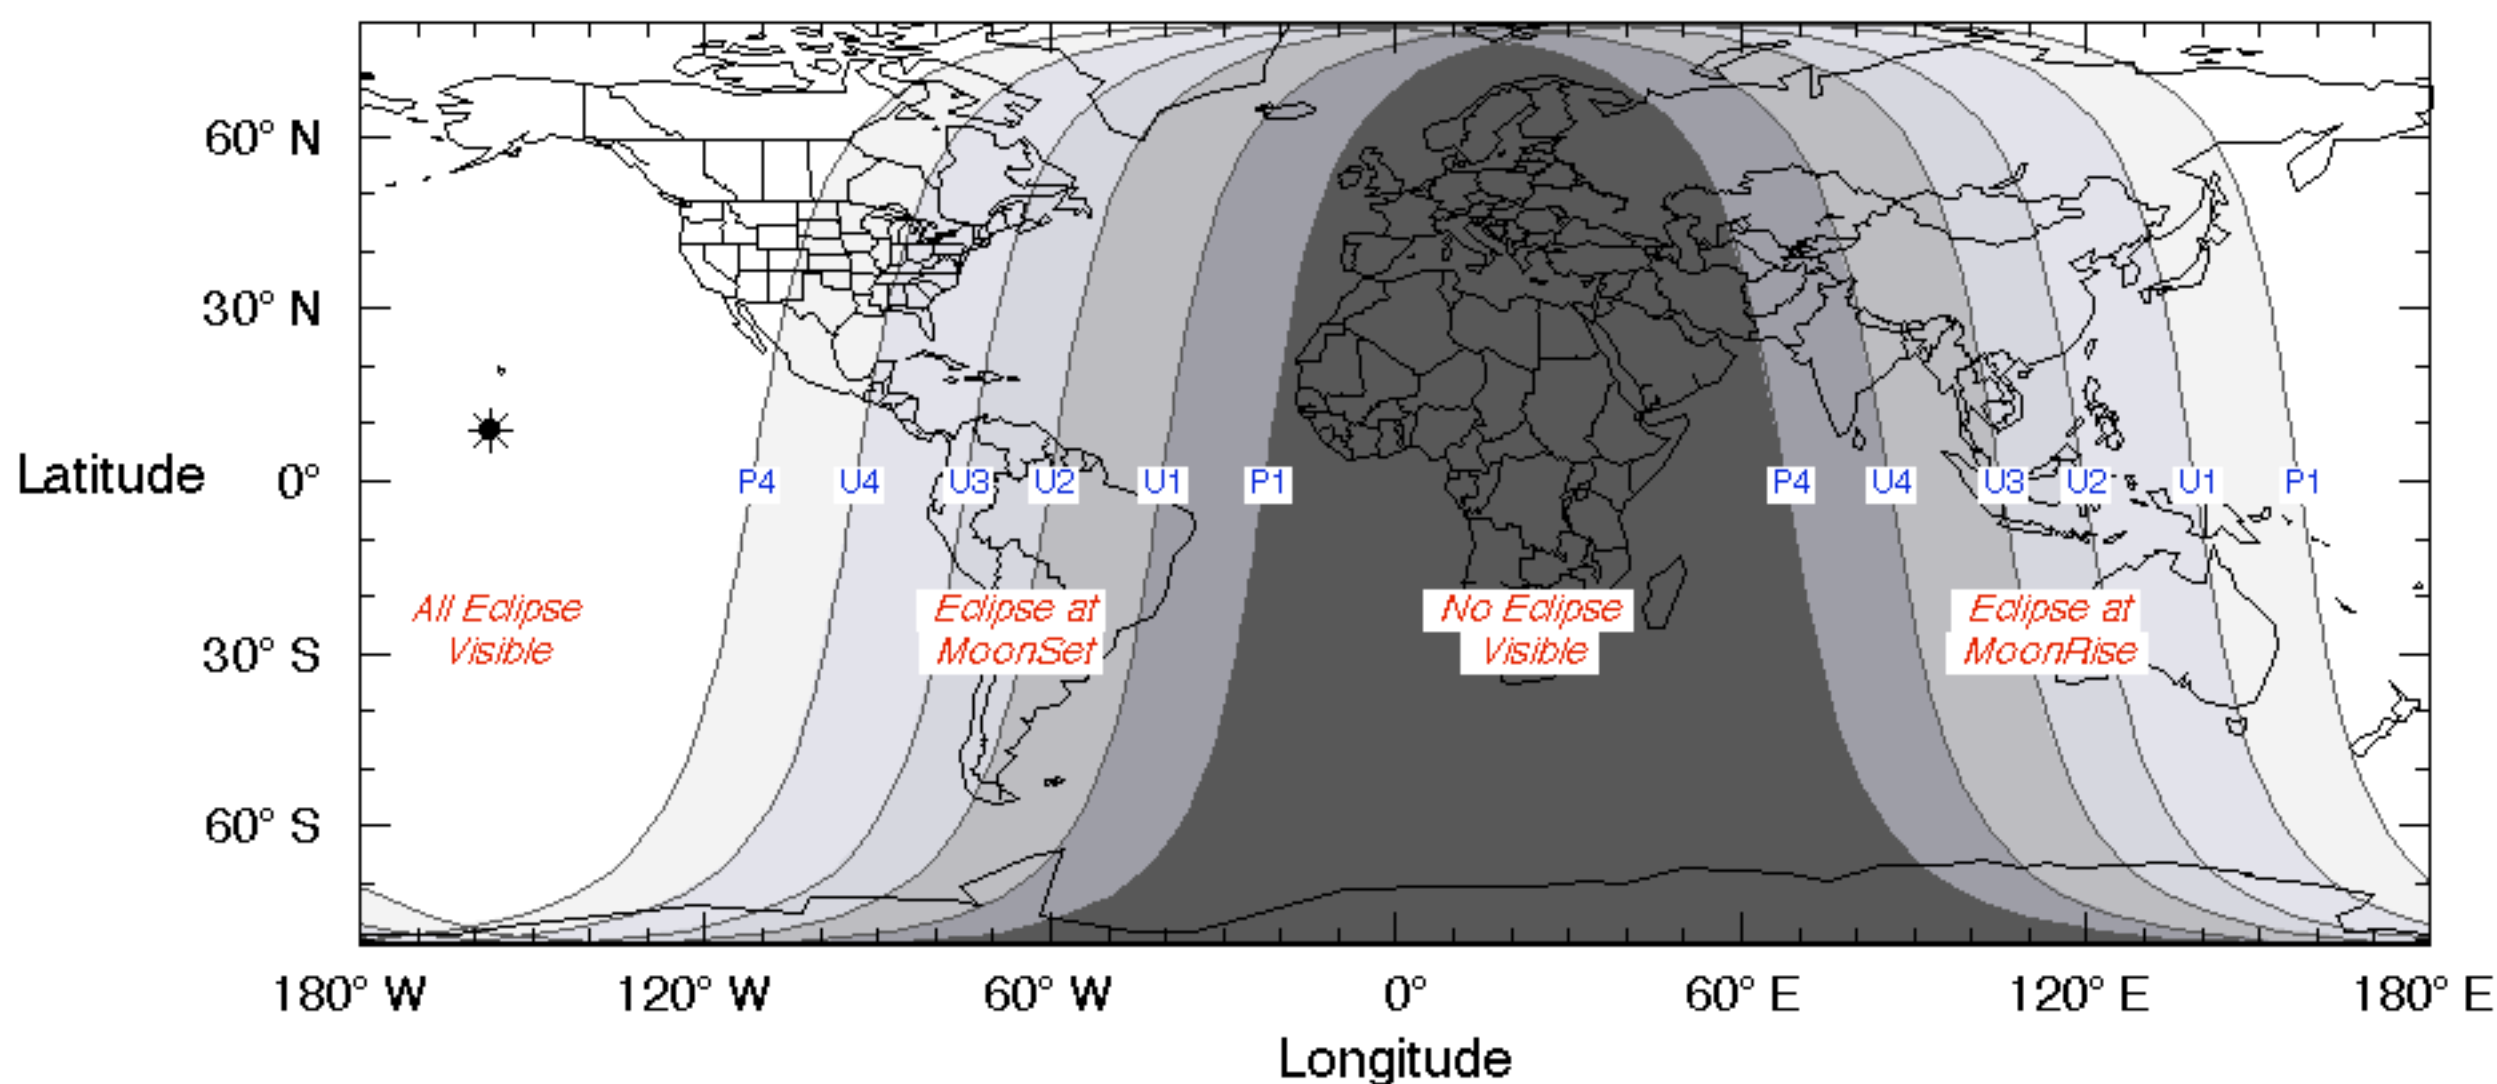 60° N
30° N
Latitude 0°
P4 U4 U3 U2 U1 P1 P4 U4 U3 U2 U1 P1
All Eclipse
Visible
Eclipse at
MoonSet
No Eclipse
Visible
Eclipse at
MoonRise
30° S
60° S
180° W 120° W 60° W 0° 60° E 120° E 180° E
Longitude